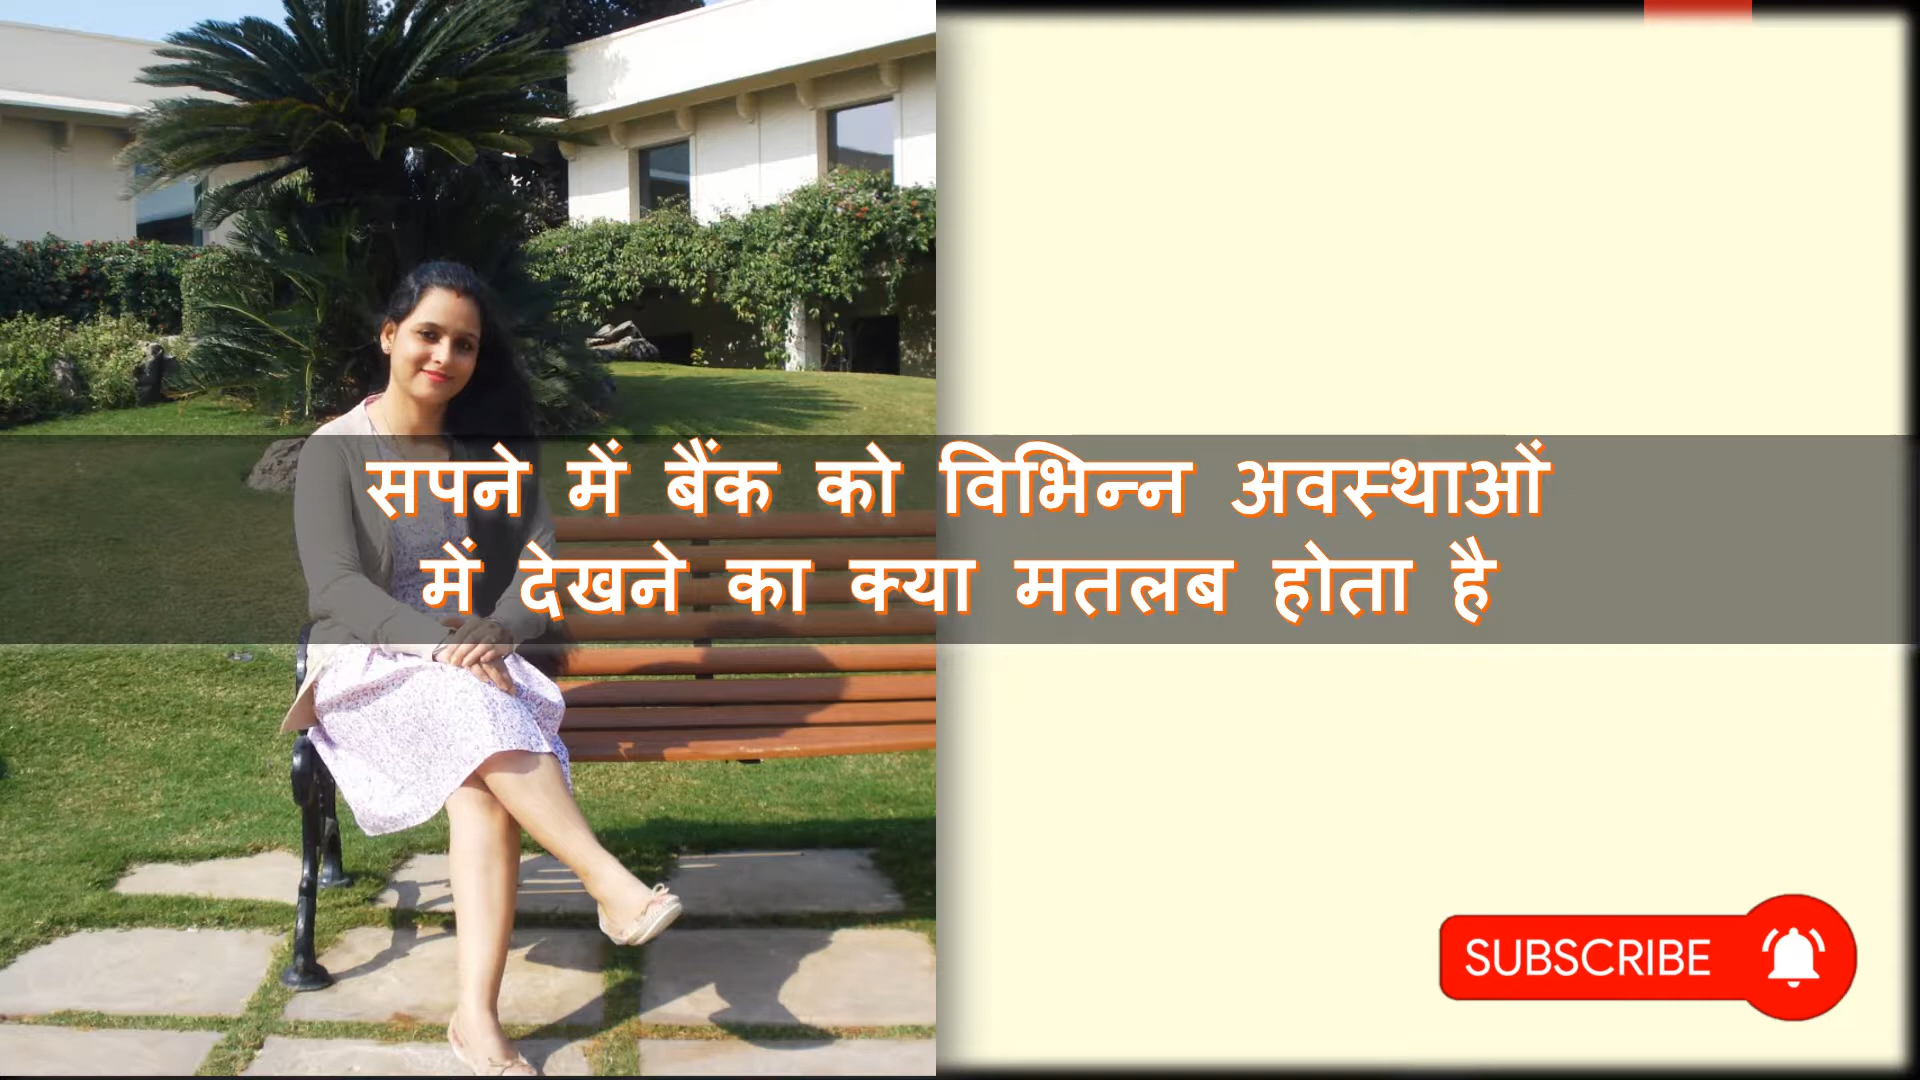 सपने में बैंक को विभिन्न अवस्थाओं
में देखने का क्या मतलब होता है
SUBSCRIBE